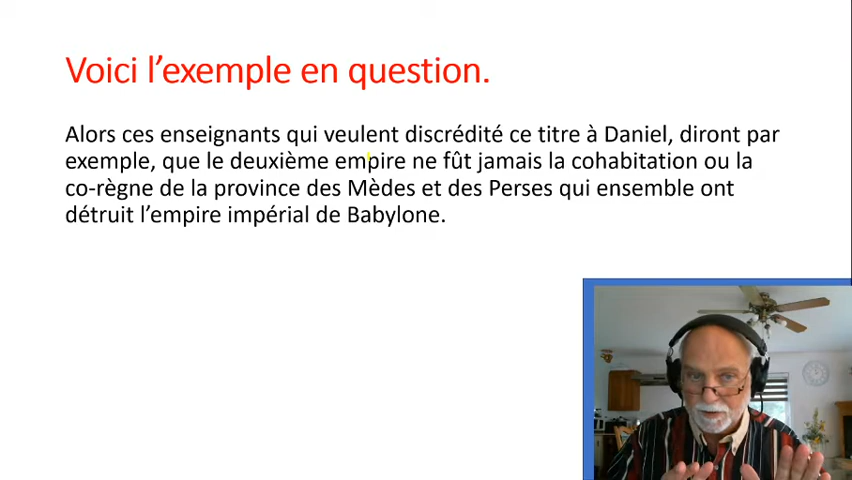 Voici l’exemple en question.
Alors ces enseignants qui veulent discrédité ce titre à Daniel, diront par
exemple, que le deuxième empire ne fût jamais la cohabitation ou la
co-règne de la province des Mèdes et des Perses qui ensemble ont
détruit l’empire impérial de Babylone.